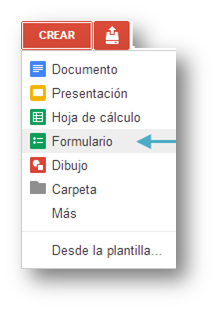 CREAR
Documento
Presentación
Hoja de cálculo
Formulario
Dibujo
Carpeta
Más
Desde la plantilla...